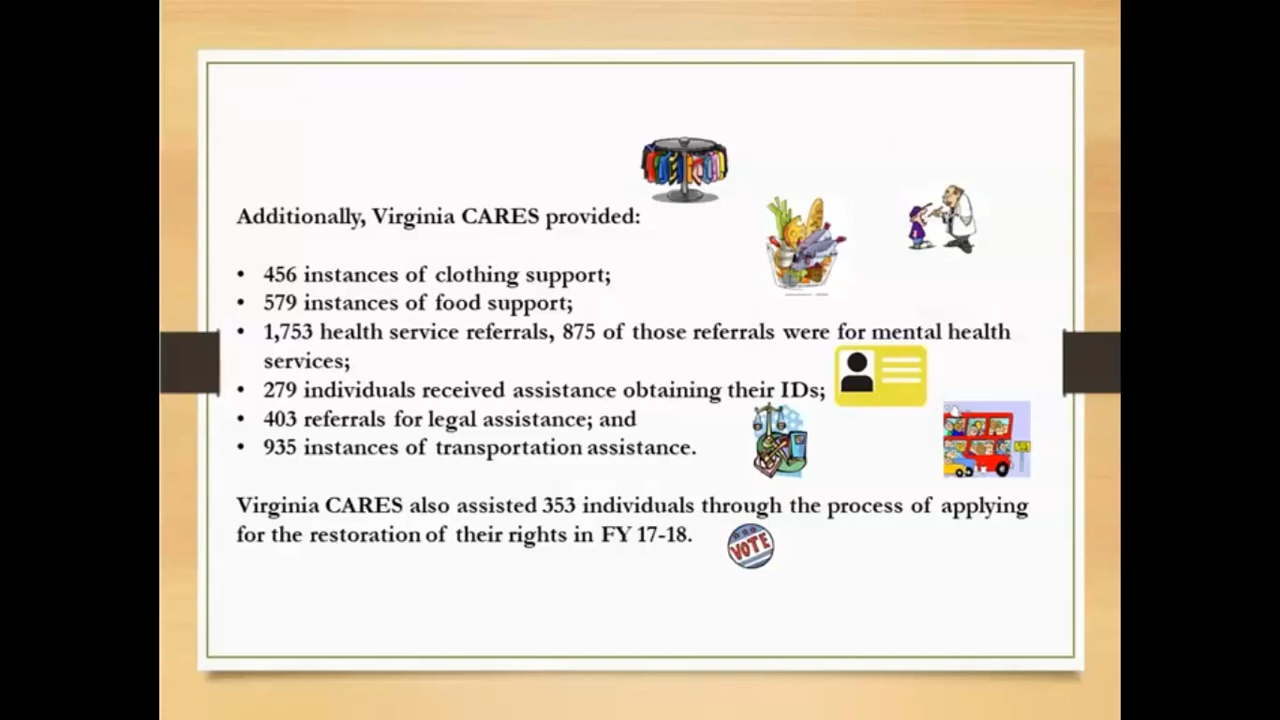 Additionally, Virginia CARES provided:
• 456 instances of clothing support;
• 579 instances of food support;
• 1,753 health service referrals, 875 of those referrals were for mental health
services;
• 279 individuals received assistance obtaining their IDs;
• 403 referrals for legal assistance; and
• 935 instances of transportation assistance.
Virginia CARES also assisted 353 individuals through the process of applying
for the restoration of their rights in FY 17-18.
VOTE